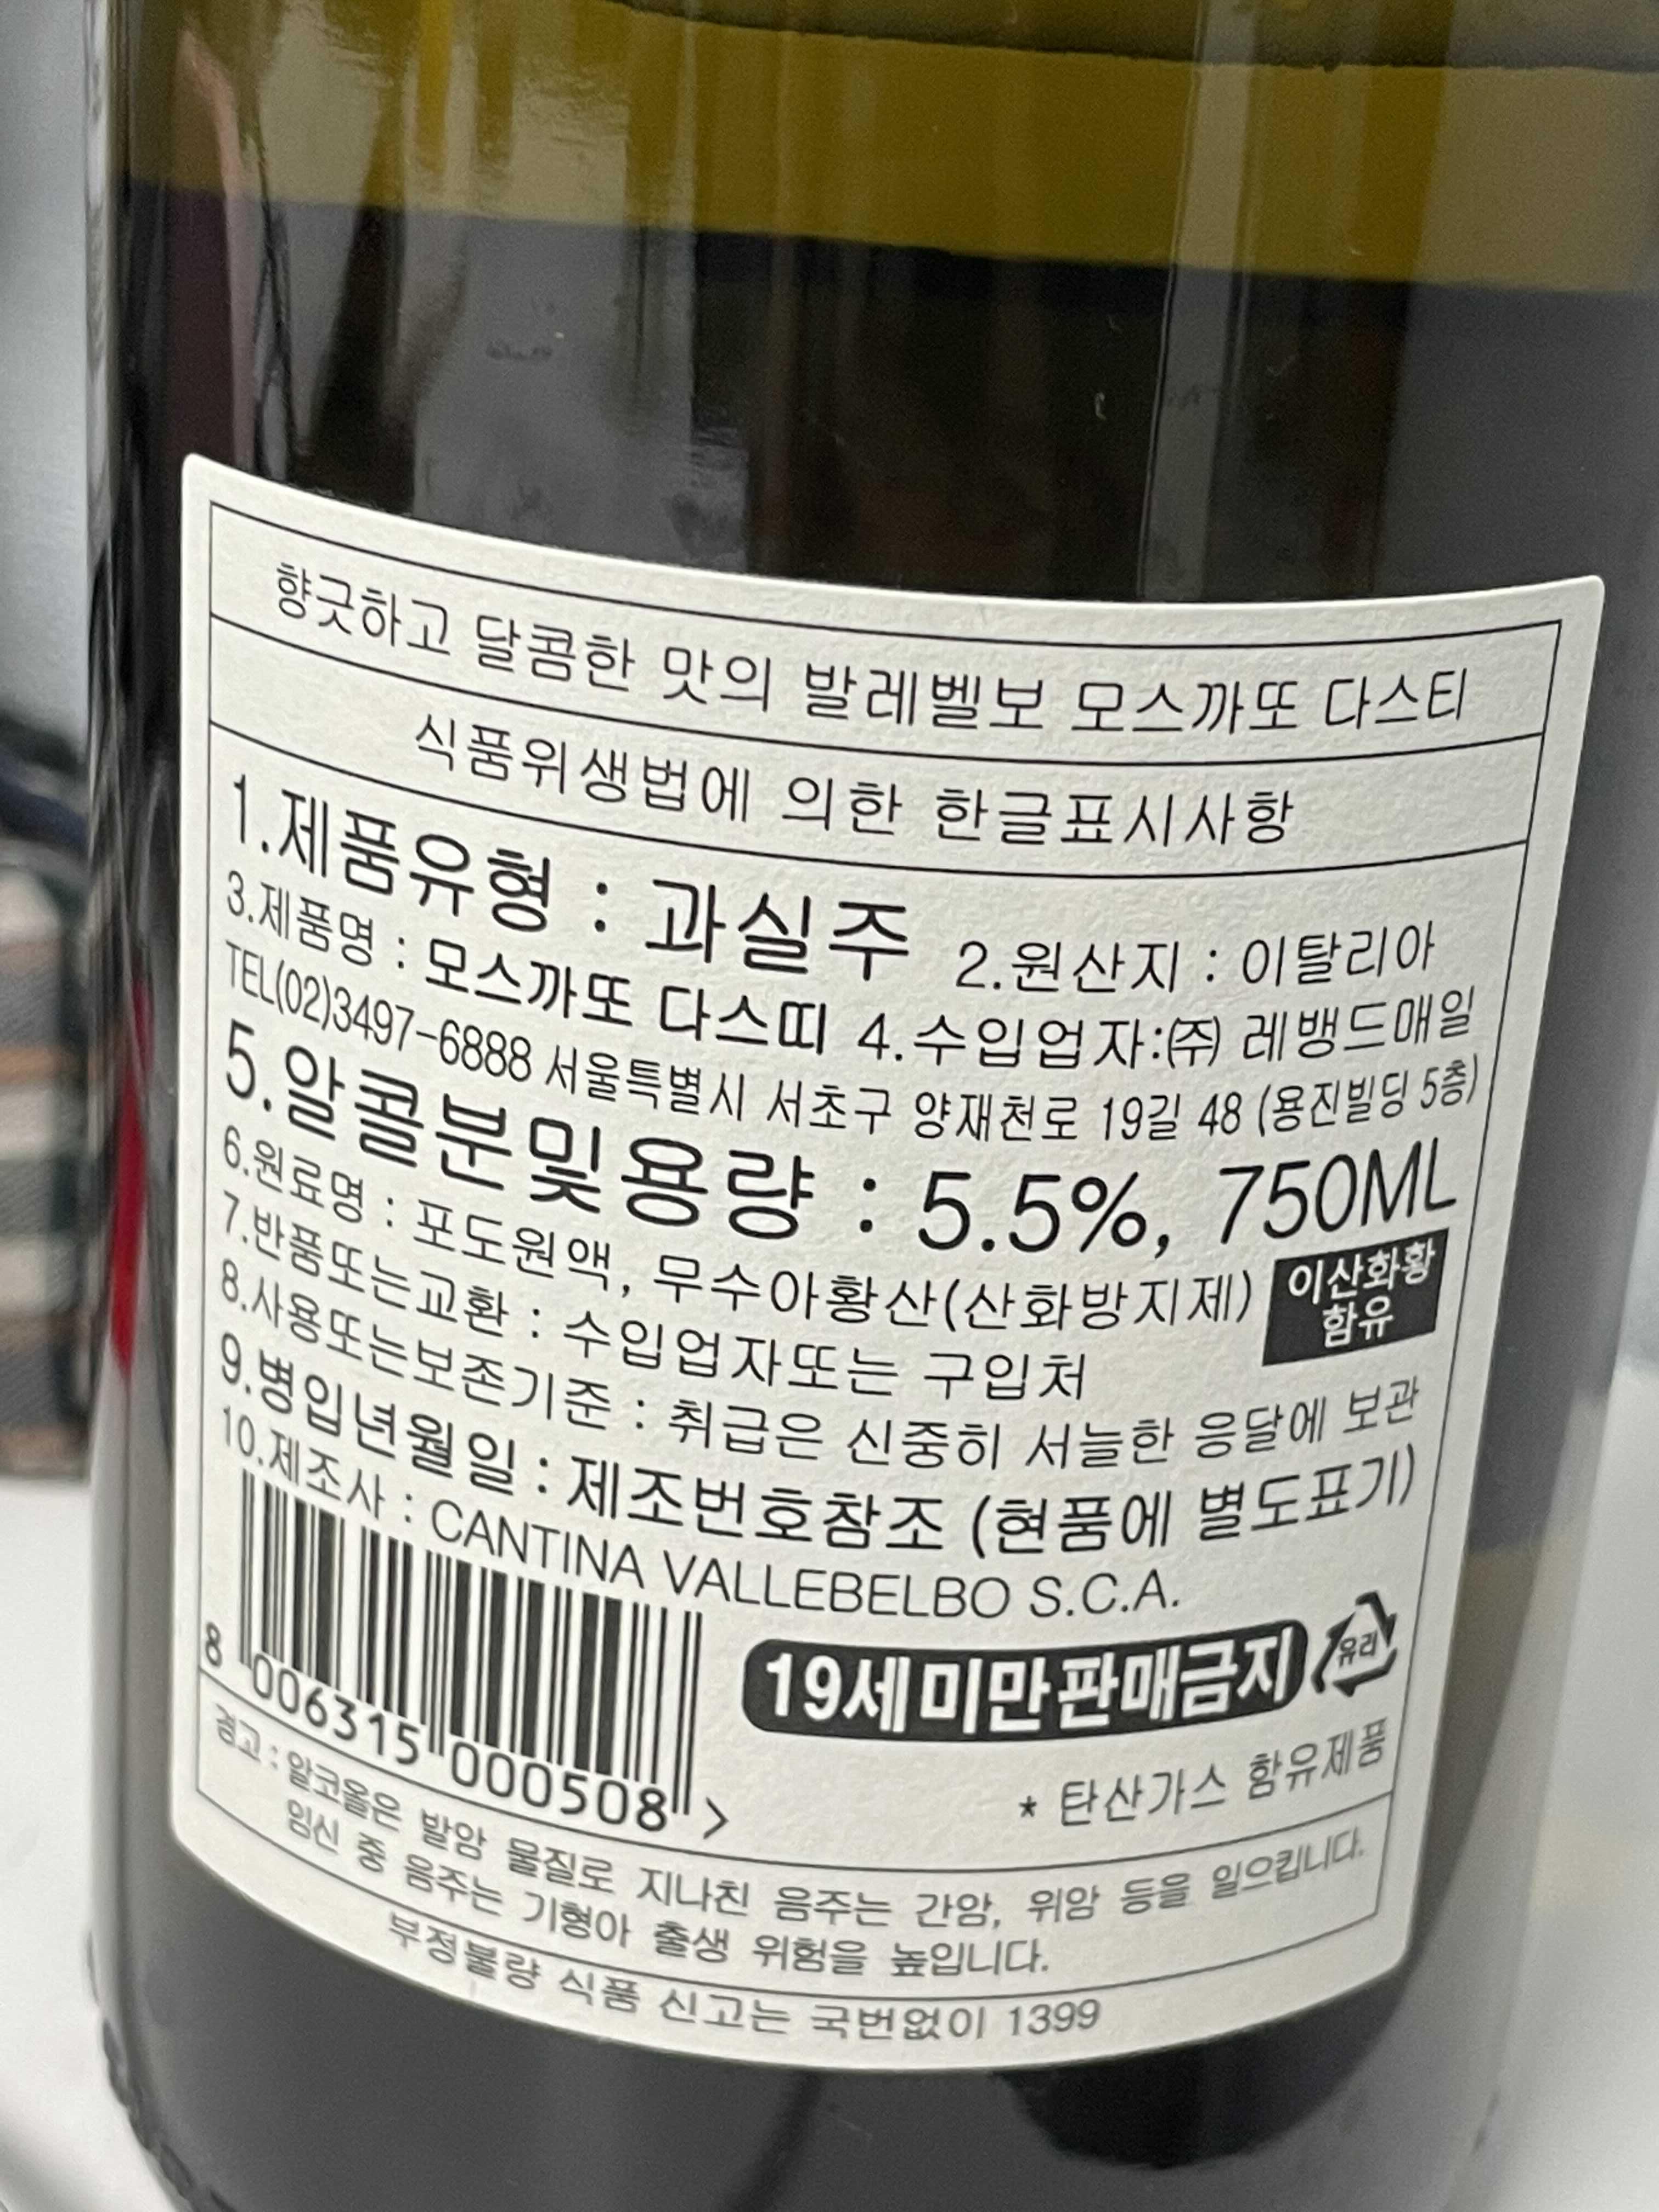 향긋하고 달콤한 맛의 발레벨보 모스까또 다스티
식품위생법에 의한 한글표시사항
1.제품유형 : 과실주 2.원산지 : 이탈리아
3.제품명 : 모스까또 다스띠 4.수입업자:㈜ 레뱅드매일
TEL(02)3497-6888 서울특별시 서초구 양재천로 19길 48 (용진빌딩 5층)
5.알콜분및용량 : 5.5%, 750ML
6.원료명 : 포도원액, 무수아황산(산화방지제)
이산화황
함유
7.반품또는교환 : 수입업자또는 구입처
8.사용또는보존기준 : 취급은 신중히 서늘한 응달에 보관
9.병입년월일 : 제조번호참조 (현품에 별도표기)
10.제조사 : CANTINA VALLEBELBO S.C.A.
19세미만판매금지
유리
8 006315 000508 >
* 탄산가스 함유제품
경고 : 알코올은 발암 물질로 지나친 음주는 간암, 위암 등을 일으킵니다.
임신 중 음주는 기형아 출생 위험을 높입니다.
부정불량 식품 신고는 국번없이 1399